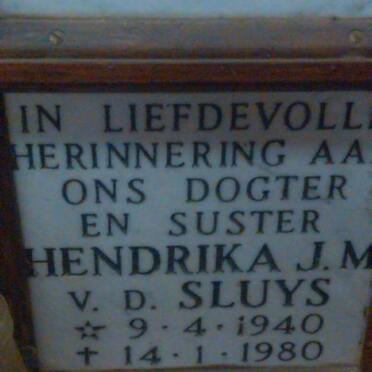 IN LIEFDEVOLL
HERINNERING AA
ONS DOGTER
EN SUSTER
HENDRIKA J. M
V. D. SLUYS
☆ 9 · 4 · 1940
✝ 14 · 1 · 1980